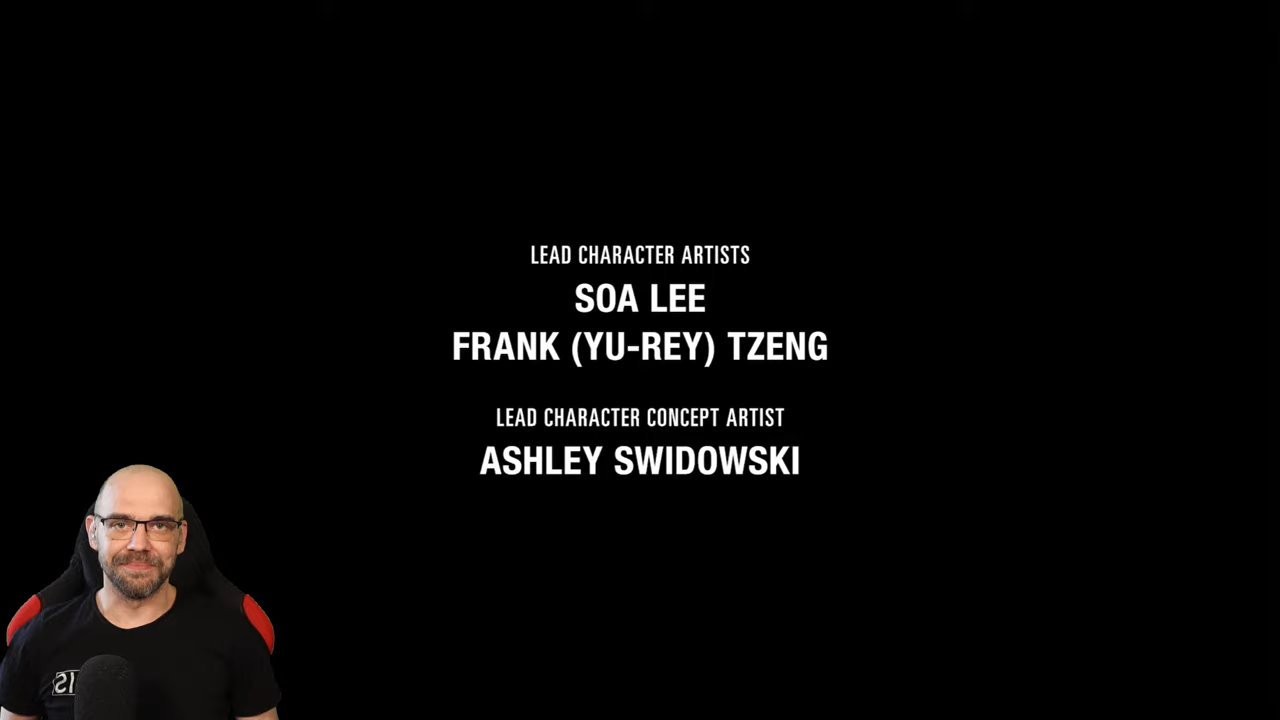 LEAD CHARACTER ARTISTS
SOA LEE
FRANK (YU-REY) TZENG
LEAD CHARACTER CONCEPT ARTIST
ASHLEY SWIDOWSKI